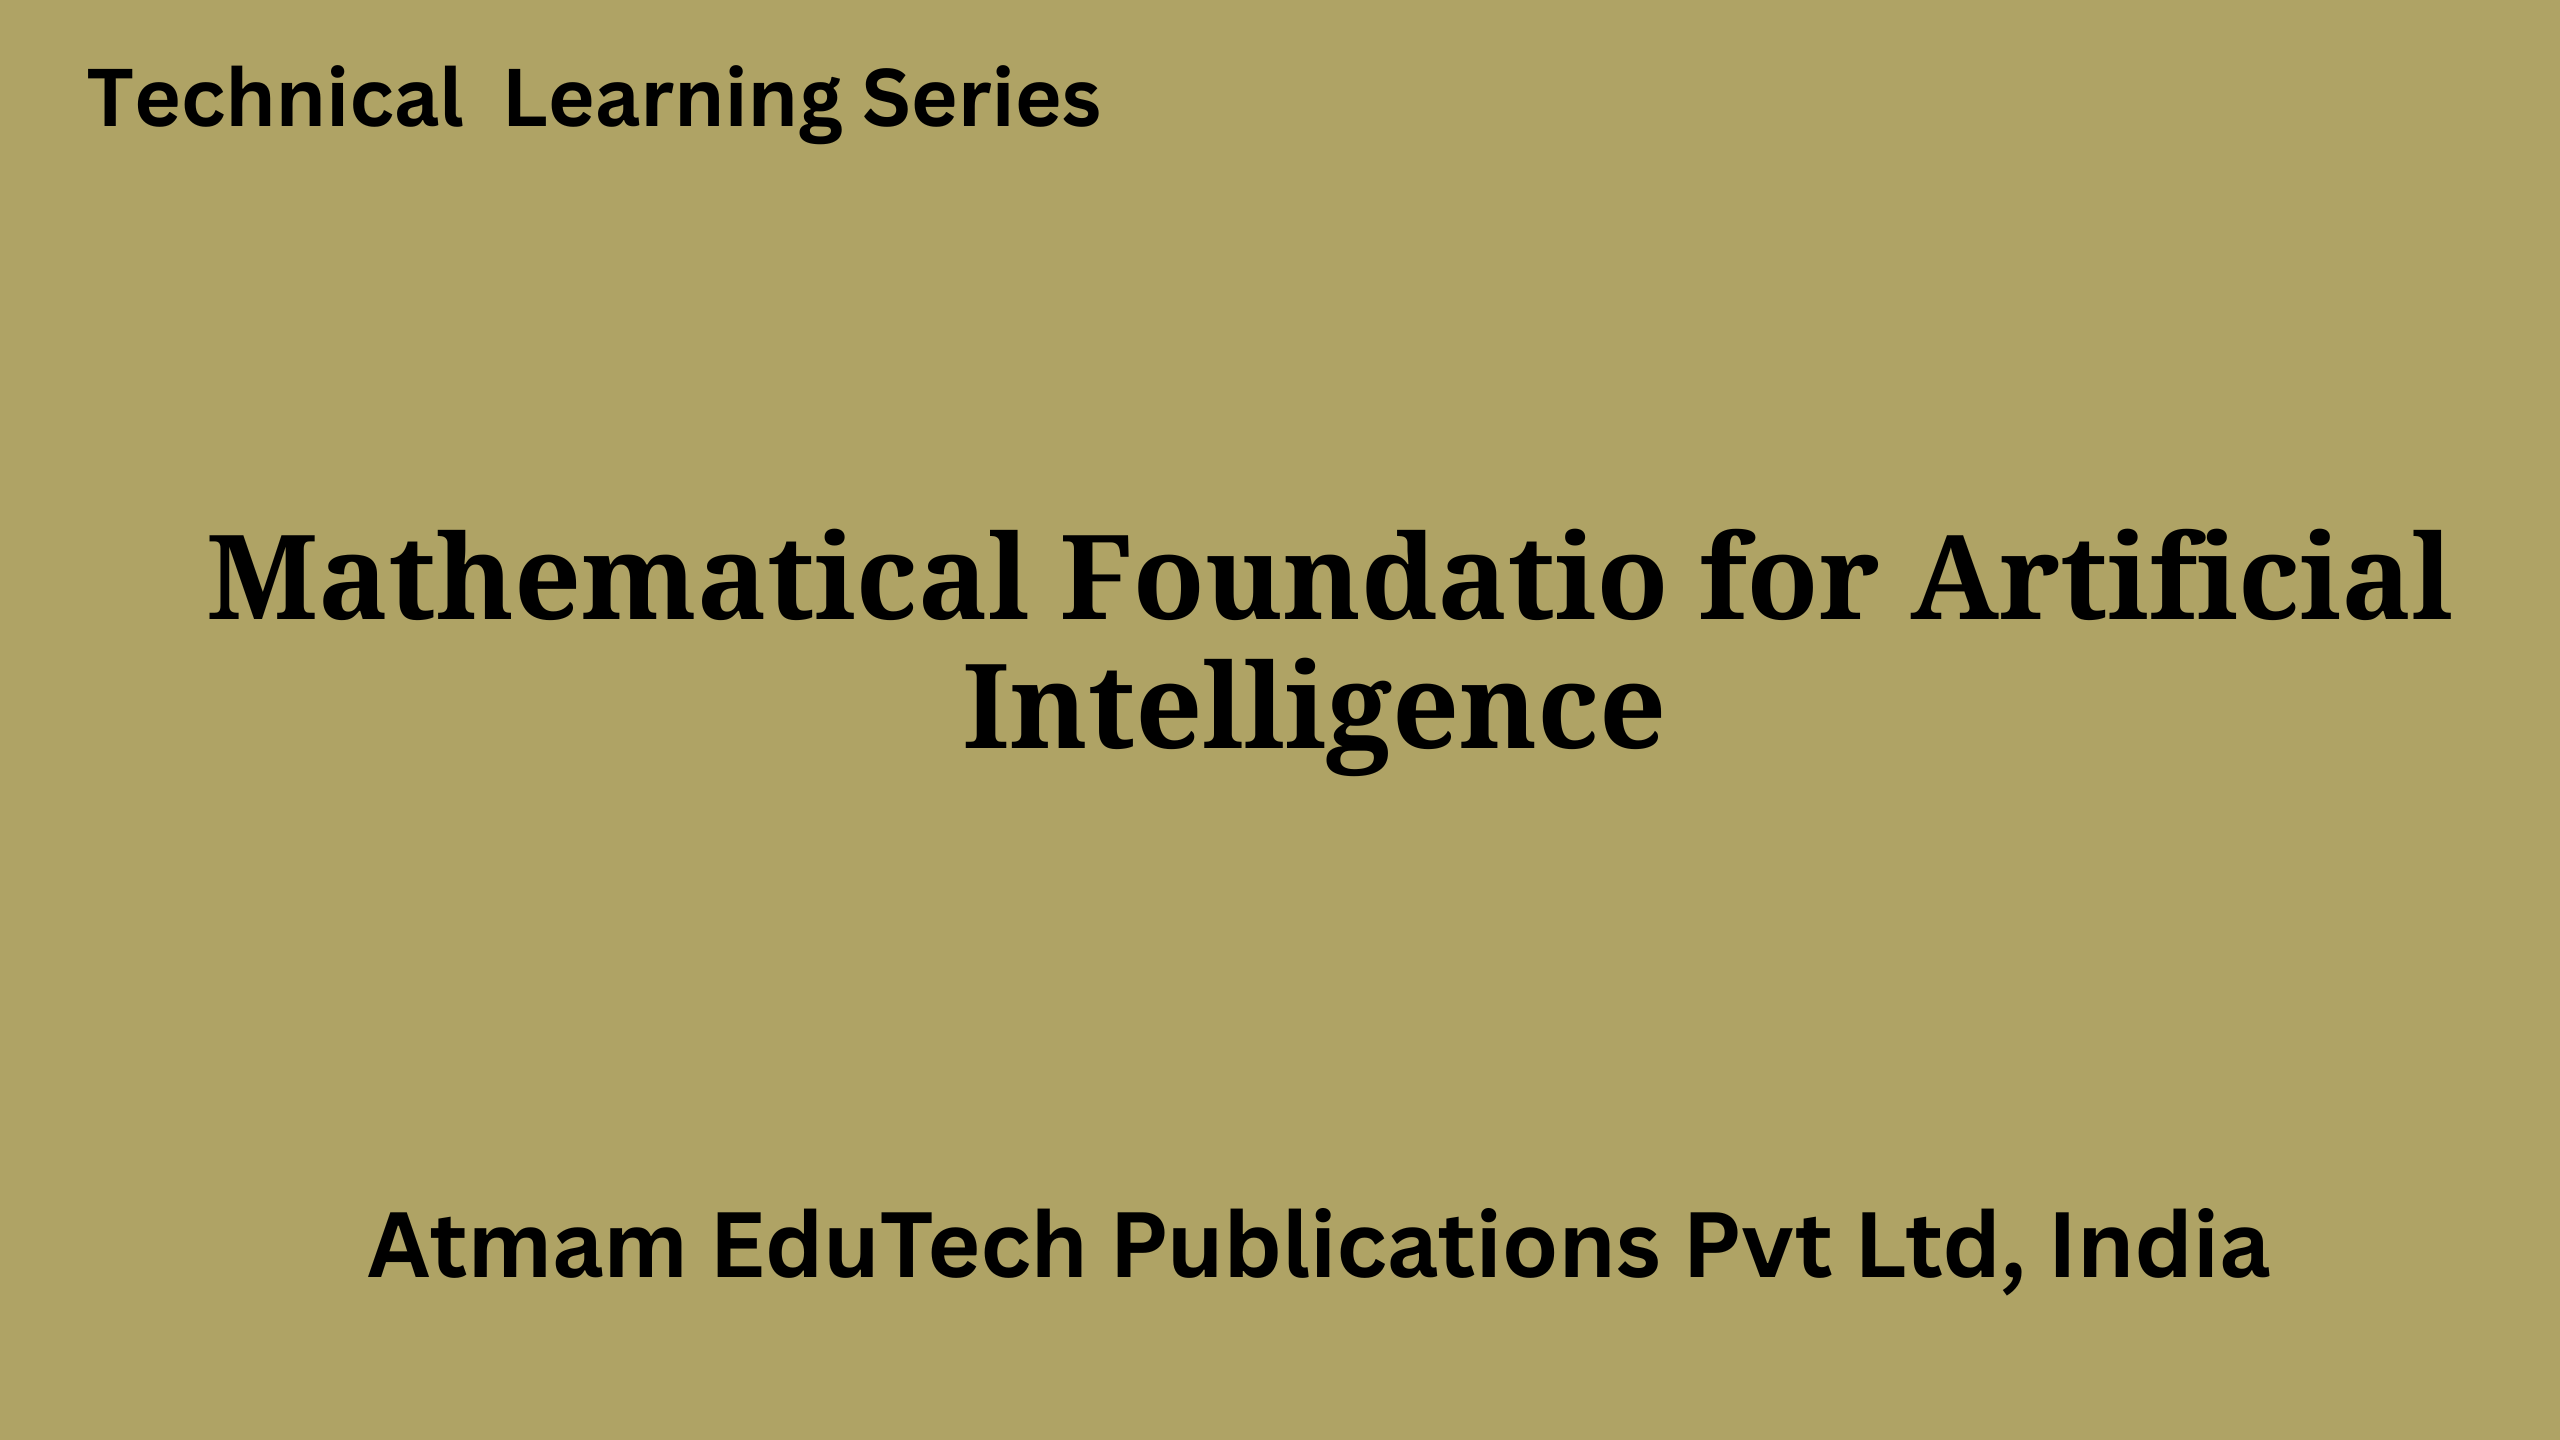 Technical  Learning Series
Mathematical Foundatio for Artificial
Intelligence
Atmam EduTech Publications Pvt Ltd, India